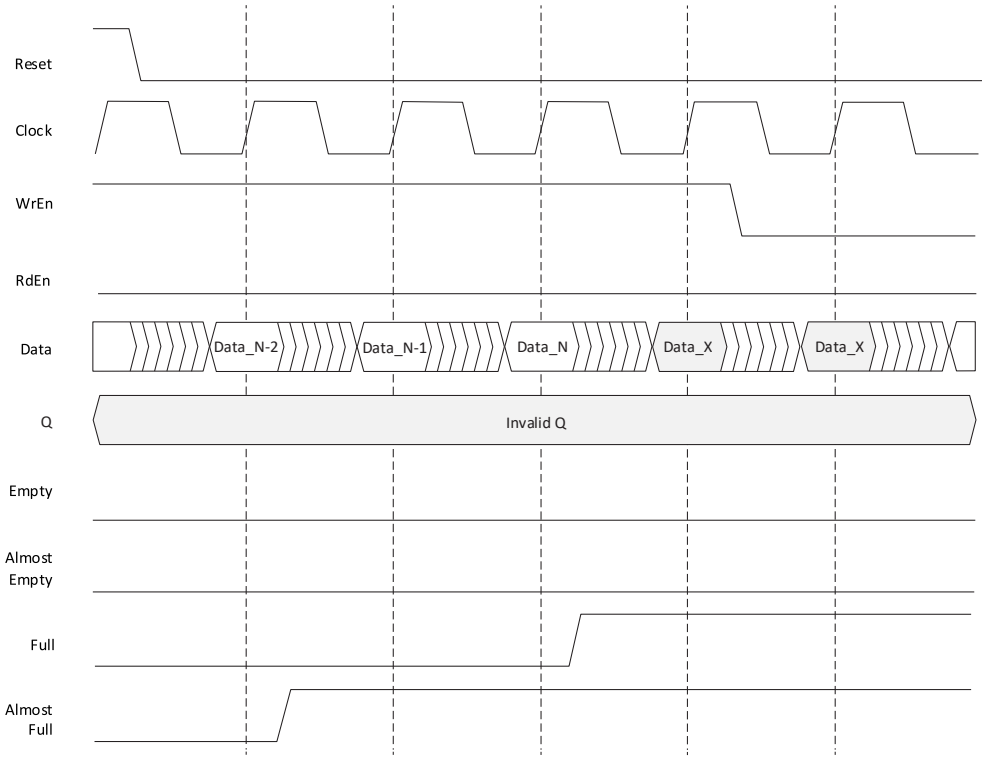 Reset
Clock
WrEn
RdEn
Data
Data_N-2
Data_N-1
Data_N
Data_X
Data_X
Q
Invalid Q
Empty
Almost
Empty
Full
Almost
Full